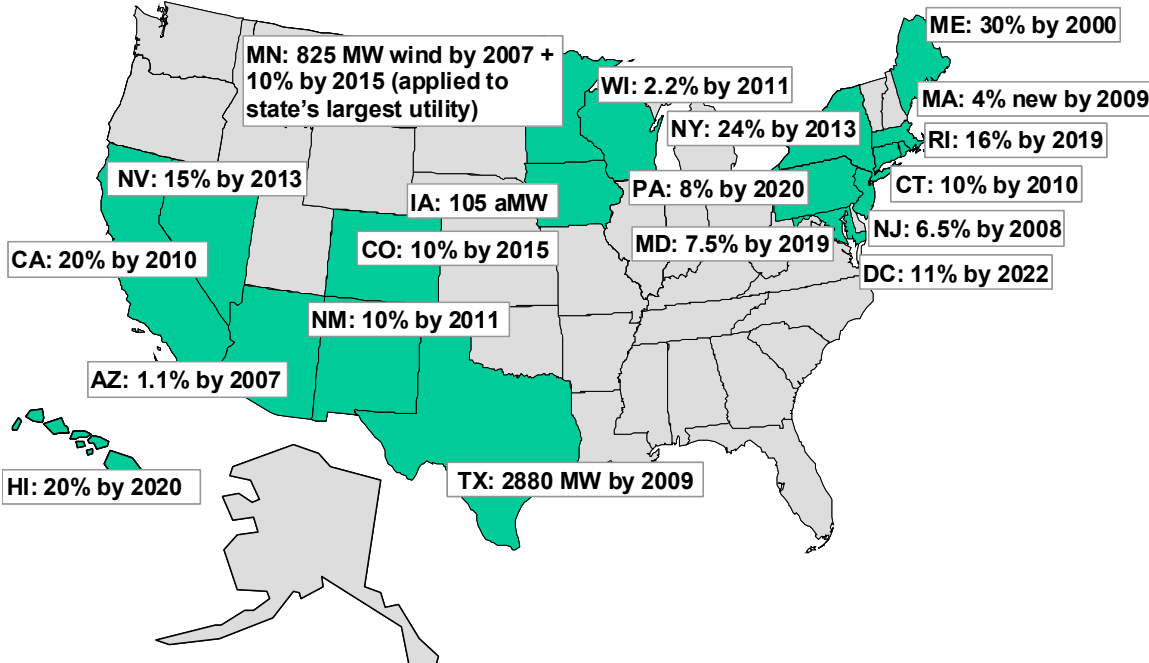 ME: 30% by 2000
MN: 825 MW wind by 2007 +
10% by 2015 (applied to
state’s largest utility)
WI: 2.2% by 2011
MA: 4% new by 2009
NY: 24% by 2013
RI: 16% by 2019
NV: 15% by 2013
PA: 8% by 2020
CT: 10% by 2010
IA: 105 aMW
NJ: 6.5% by 2008
MD: 7.5% by 2019
CO: 10% by 2015
CA: 20% by 2010
DC: 11% by 2022
NM: 10% by 2011
AZ: 1.1% by 2007
TX: 2880 MW by 2009
HI: 20% by 2020